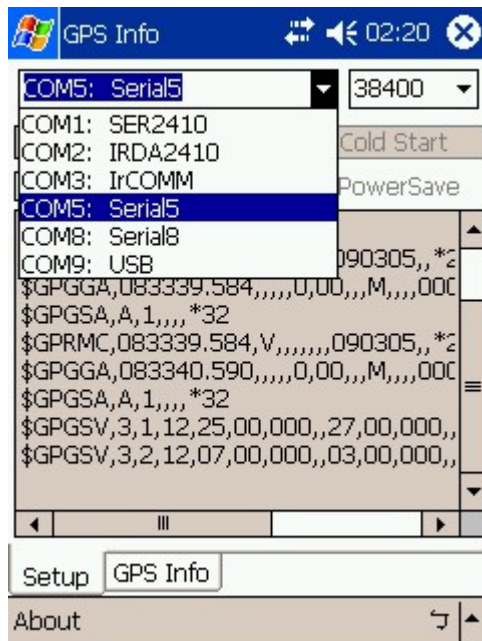 GPS Info 02:20
COM5: Serial5 38400
COM1: SER2410
COM2: IRDA2410
COM3: IrCOMM
COM5: Serial5
COM8: Serial8
COM9: USB
Cold Start
PowerSave
090305,,*2
$GPGGA,083339.584,,,,,0,00,,,M,,,,000
$GPGSA,A,1,,,,*32
$GPRMC,083339.584,V,,,,,,,090305,,*2
$GPGGA,083340.590,,,,,0,00,,,M,,,,000
$GPGSA,A,1,,,,*32
$GPGSV,3,1,12,25,00,000,,27,00,000,,
$GPGSV,3,2,12,07,00,000,,03,00,000,,
Setup GPS Info
About